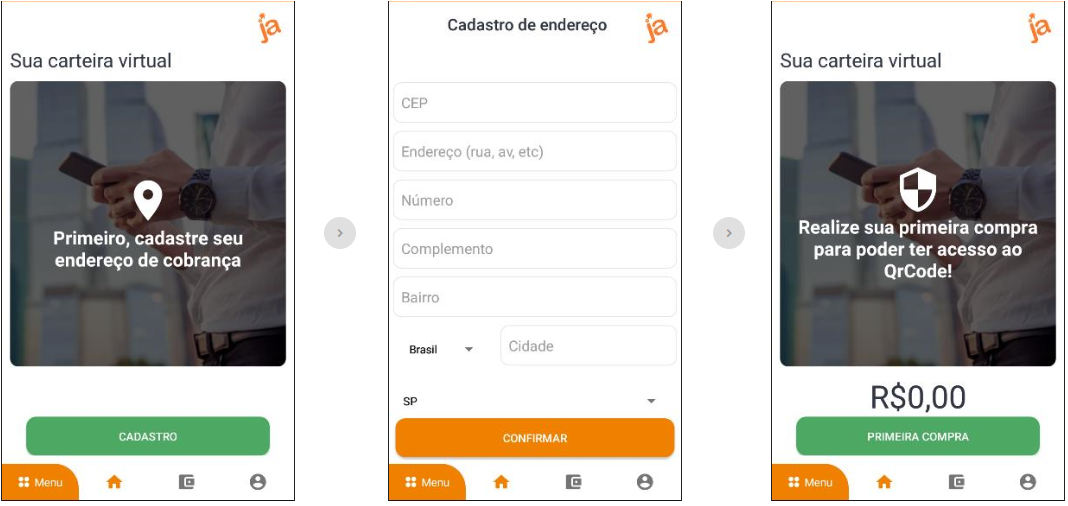 ja
Sua carteira virtual
Primeiro, cadastre seu
endereço de cobrança
CADASTRO
Menu
Cadastro de endereço
ja
CEP
Endereço (rua, av, etc)
Número
Complemento
Bairro
Brasil
Cidade
SP
CONFIRMAR
Menu
ja
Sua carteira virtual
Realize sua primeira compra
para poder ter acesso ao
QrCode!
R$0,00
PRIMEIRA COMPRA
Menu